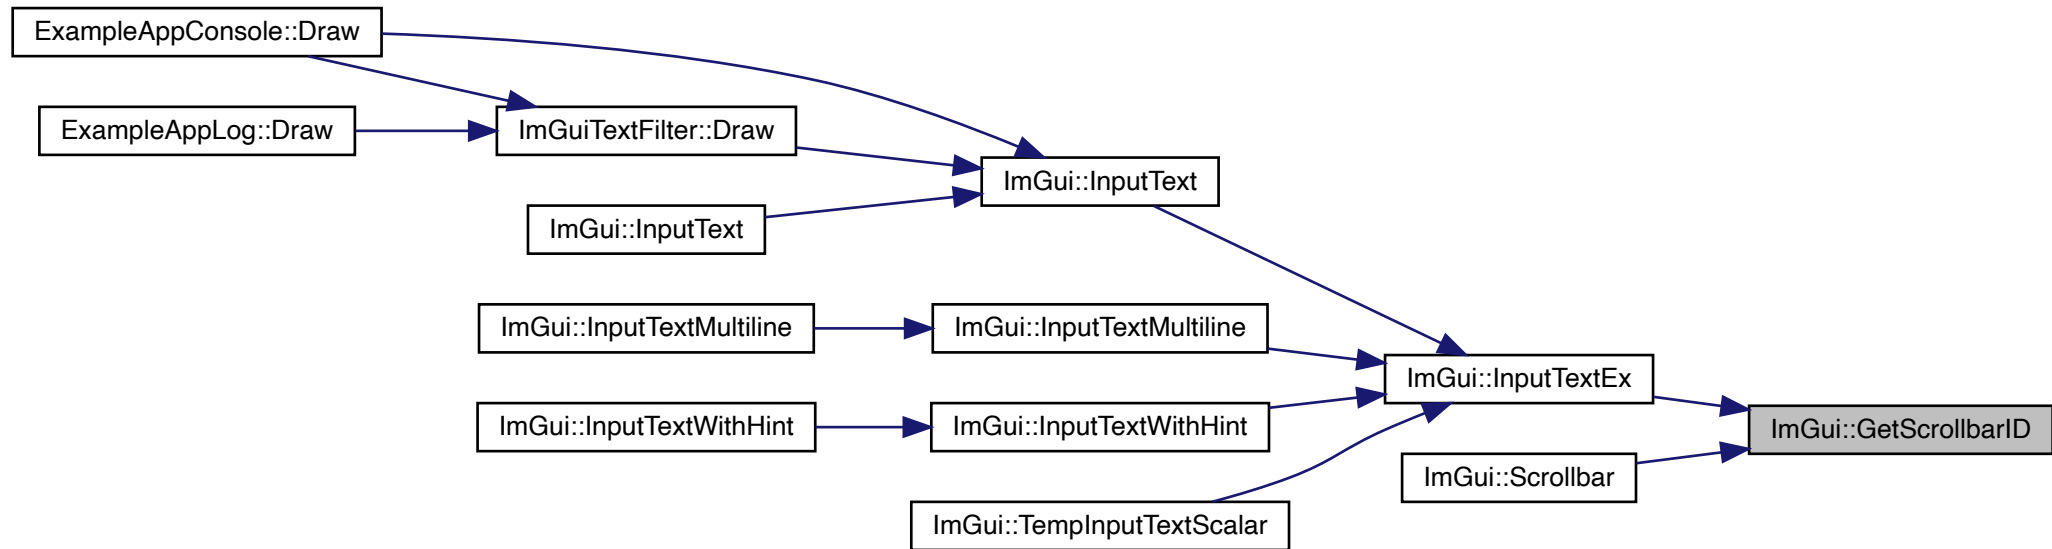 ExampleAppConsole::Draw
ExampleAppLog::Draw
ImGuiTextFilter::Draw
ImGui::InputText
ImGui::InputText
ImGui::InputTextMultiline
ImGui::InputTextMultiline
ImGui::InputTextEx
ImGui::InputTextWithHint
ImGui::InputTextWithHint
ImGui::GetScrollbarID
ImGui::Scrollbar
ImGui::TempInputTextScalar